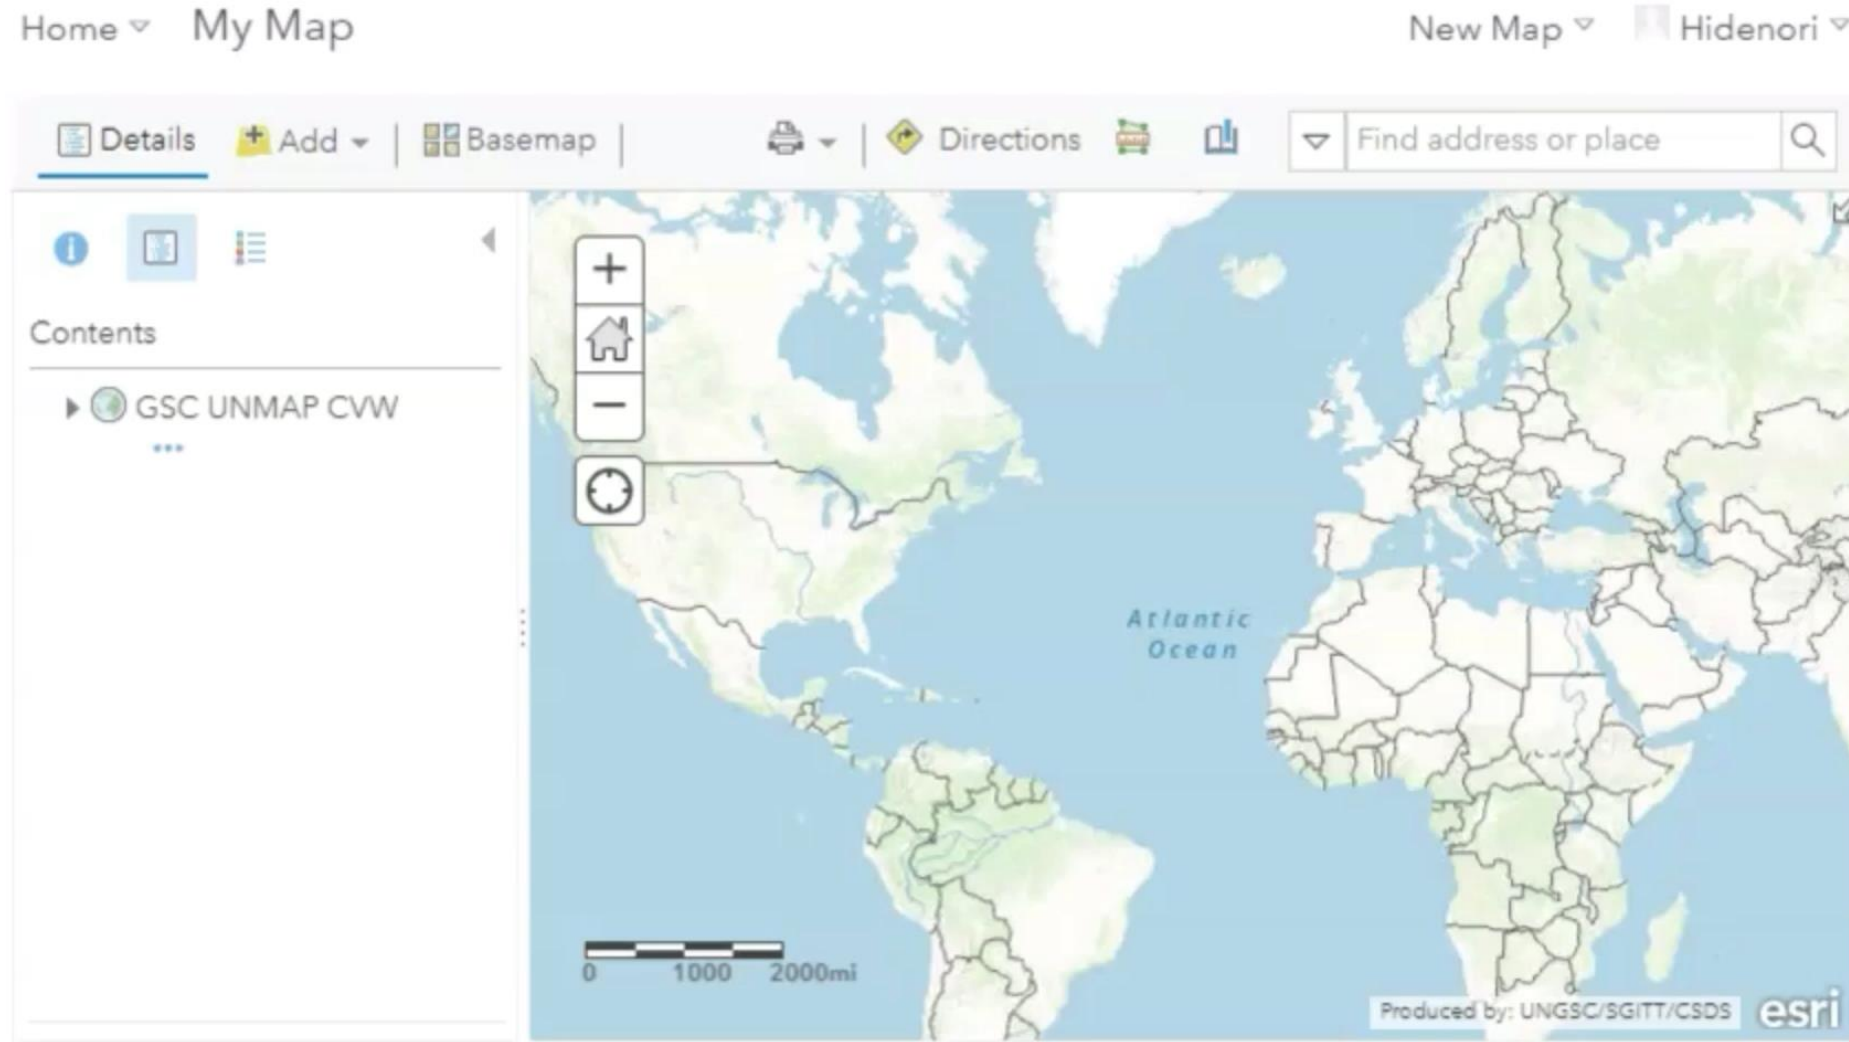 Home My Map New Map Hidenori
Details Add Basemap Directions Find address or place
Contents
GSC UNMAP CVW
Atlantic
Ocean
0 1000 2000mi
Produced by: UNGSC/SGITT/CSDS esri